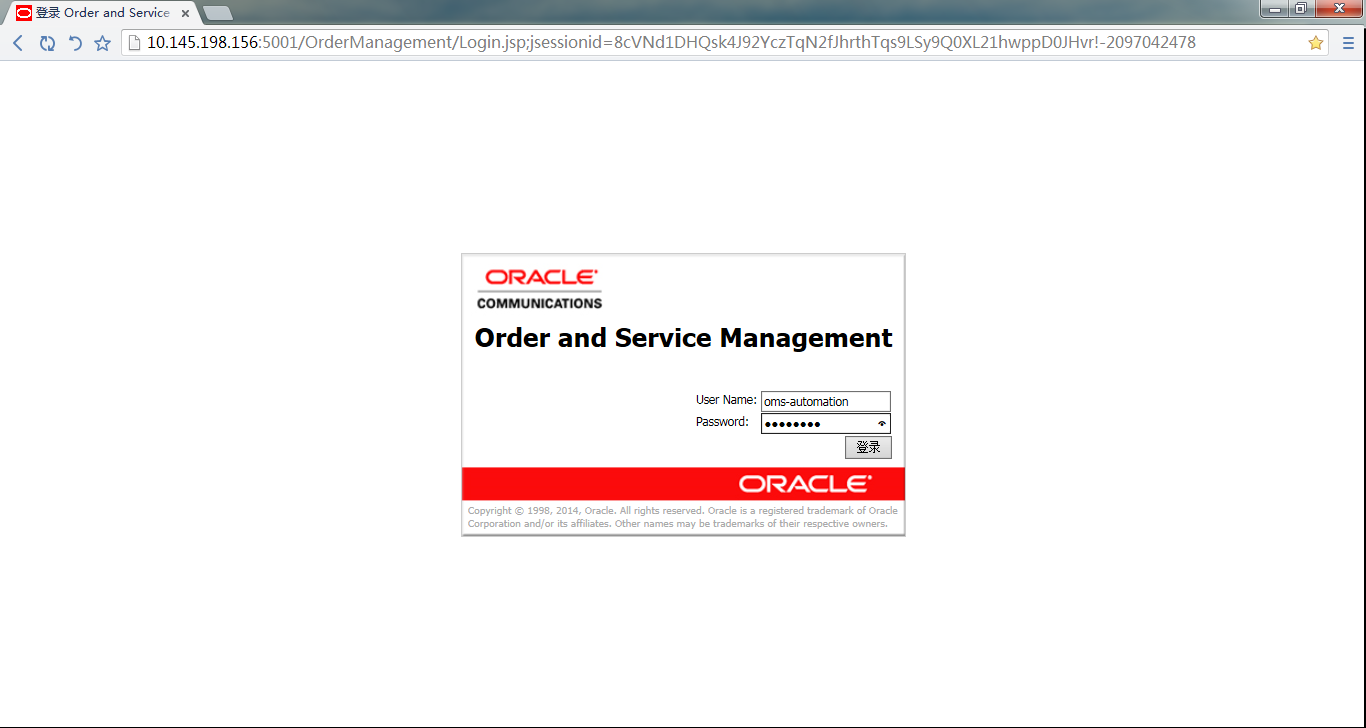 登录 Order and Service
10.145.198.156:5001/OrderManagement/Login.jsp;jsessionid=8cVNd1DHQsk4J92YczTqN2fJhrthTqs9LSy9Q0XL21hwppD0JHvr!-2097042478
ORACLE
COMMUNICATIONS
Order and Service Management
User Name: oms-automation
Password: ••••••••
登录
ORACLE
Copyright © 1998, 2014, Oracle. All rights reserved. Oracle is a registered trademark of Oracle
Corporation and/or its affiliates. Other names may be trademarks of their respective owners.